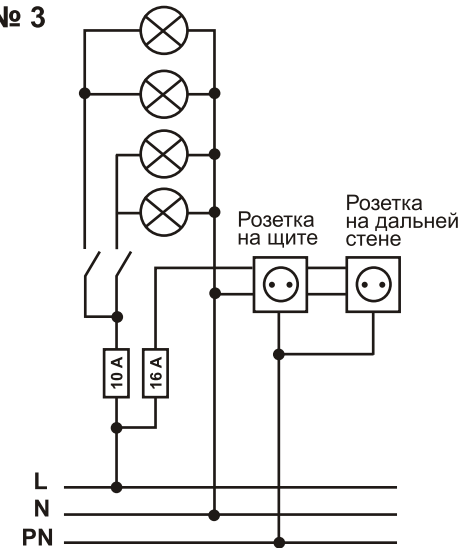 № 3
Розетка
на щите
Розетка
на дальней
стене
10 A
16 A
L
N
PN